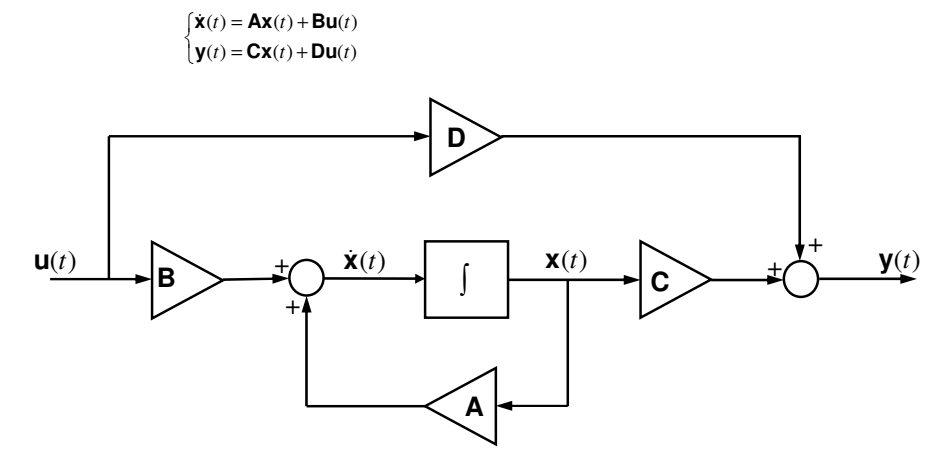 ẋ(t) = Ax(t) + Bu(t)
y(t) = Cx(t) + Du(t)
D
+
u(t)
B
+
ẋ(t)
∫
x(t)
C
+
y(t)
+
A